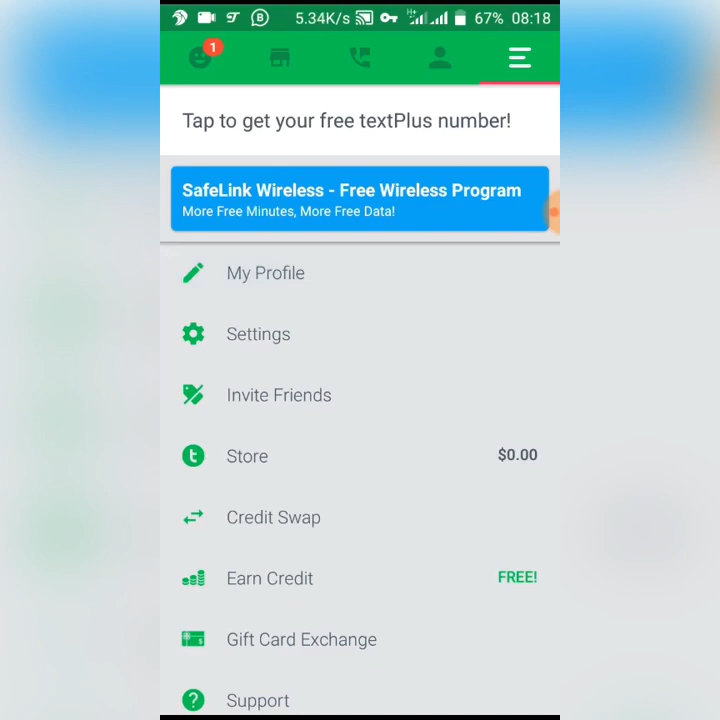 5.34K/s H+ 67% 08:18
1
Tap to get your free textPlus number!
SafeLink Wireless - Free Wireless Program
More Free Minutes, More Free Data!
My Profile
Settings
Invite Friends
Store $0.00
Credit Swap
Earn Credit FREE!
Gift Card Exchange
Support